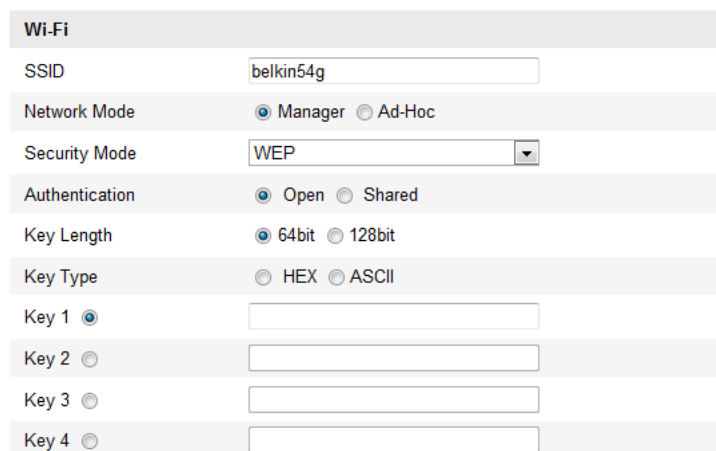 Wi-Fi
SSID belkin54g
Network Mode Manager Ad-Hoc
Security Mode WEP
Authentication Open Shared
Key Length 64bit 128bit
Key Type HEX ASCII
Key 1
Key 2
Key 3
Key 4